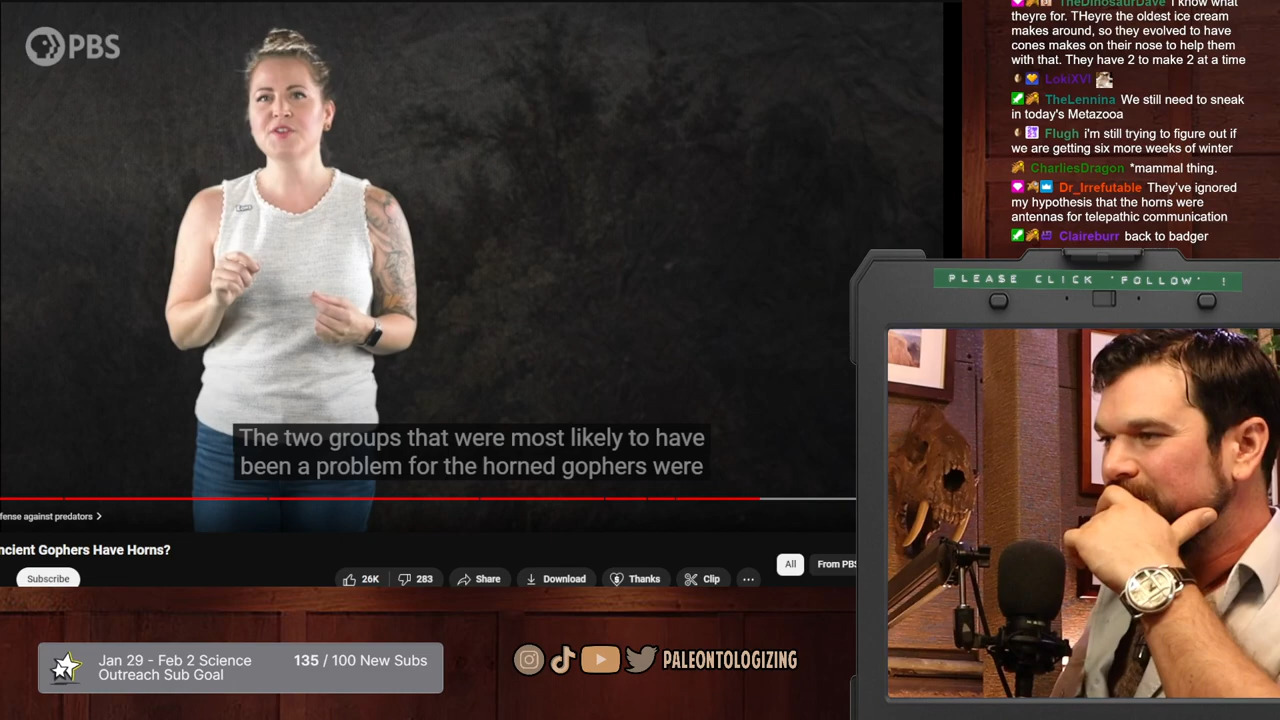 PBS
The two groups that were most likely to have
been a problem for the horned gophers were
fense against predators >
ncient Gophers Have Horns?
Subscribe
26K
283
Share
Download
Thanks
Clip
...
All
From PBS
TheDinosaurDave I know what
theyre for. THeyre the oldest ice cream
makes around, so they evolved to have
cones makes on their nose to help them
with that. They have 2 to make 2 at a time
LokiXVI
TheLennina We still need to sneak
in today's Metazooa
Flugh i'm still trying to figure out if
we are getting six more weeks of winter
CharliesDragon *mammal thing.
Dr_Irrefutable They've ignored
my hypothesis that the horns were
antennas for telepathic communication
Claireburr back to badger
PLEASE CLICK 'FOLLOW' !
Jan 29 - Feb 2 Science
Outreach Sub Goal
135 / 100 New Subs
PALEONTOLOGIZING